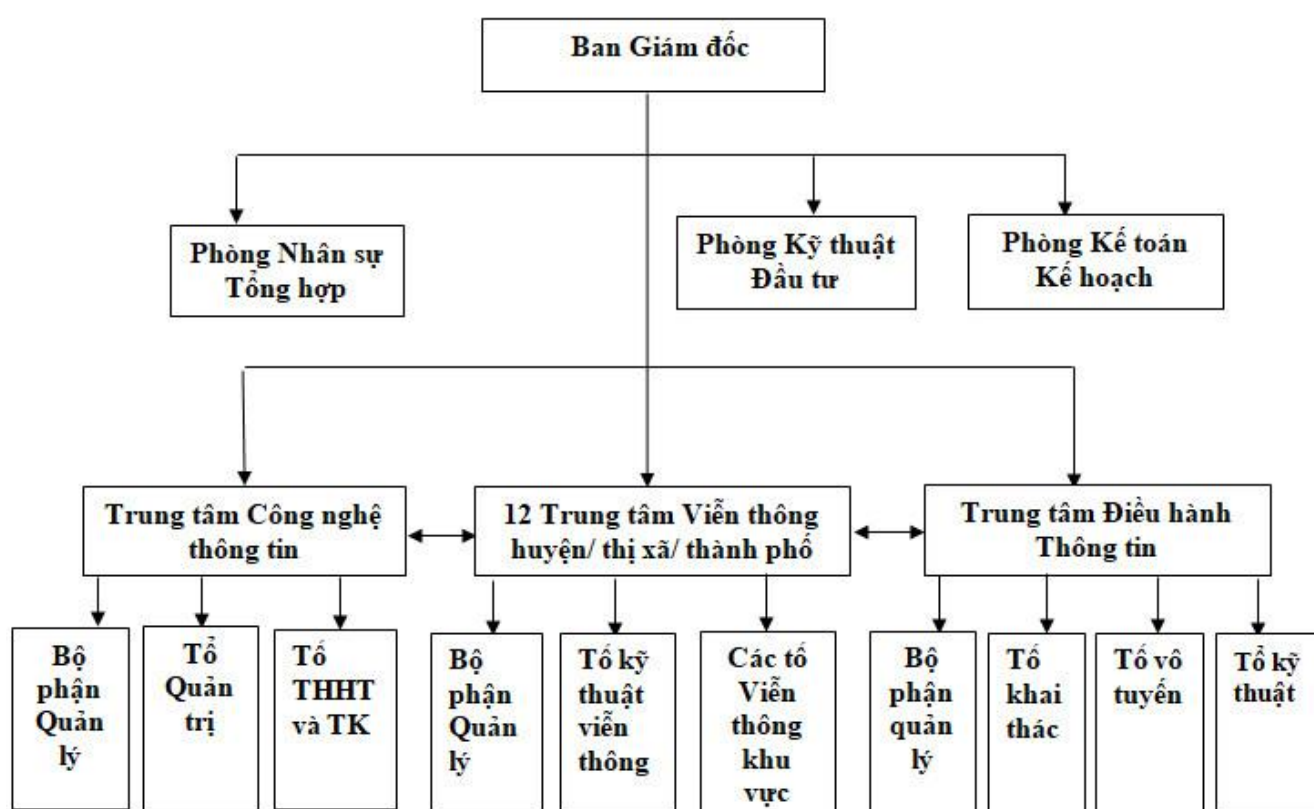 Ban Giám đốc
Phòng Nhân sự
Tổng hợp
Phòng Kỹ thuật
Đầu tư
Phòng Kế toán
Kế hoạch
Trung tâm Công nghệ
thông tin
12 Trung tâm Viễn thông
huyện/ thị xã/ thành phố
Trung tâm Điều hành
Thông tin
Bộ
phận
Quản
lý
Tổ
Quản
trị
Tổ
THHT
và TK
Bộ
phận
Quản
lý
Tổ kỹ
thuật
viễn
thông
Các tổ
Viễn
thông
khu
vực
Bộ
phận
quản
lý
Tổ
khai
thác
Tổ vô
tuyến
Tổ kỹ
thuật